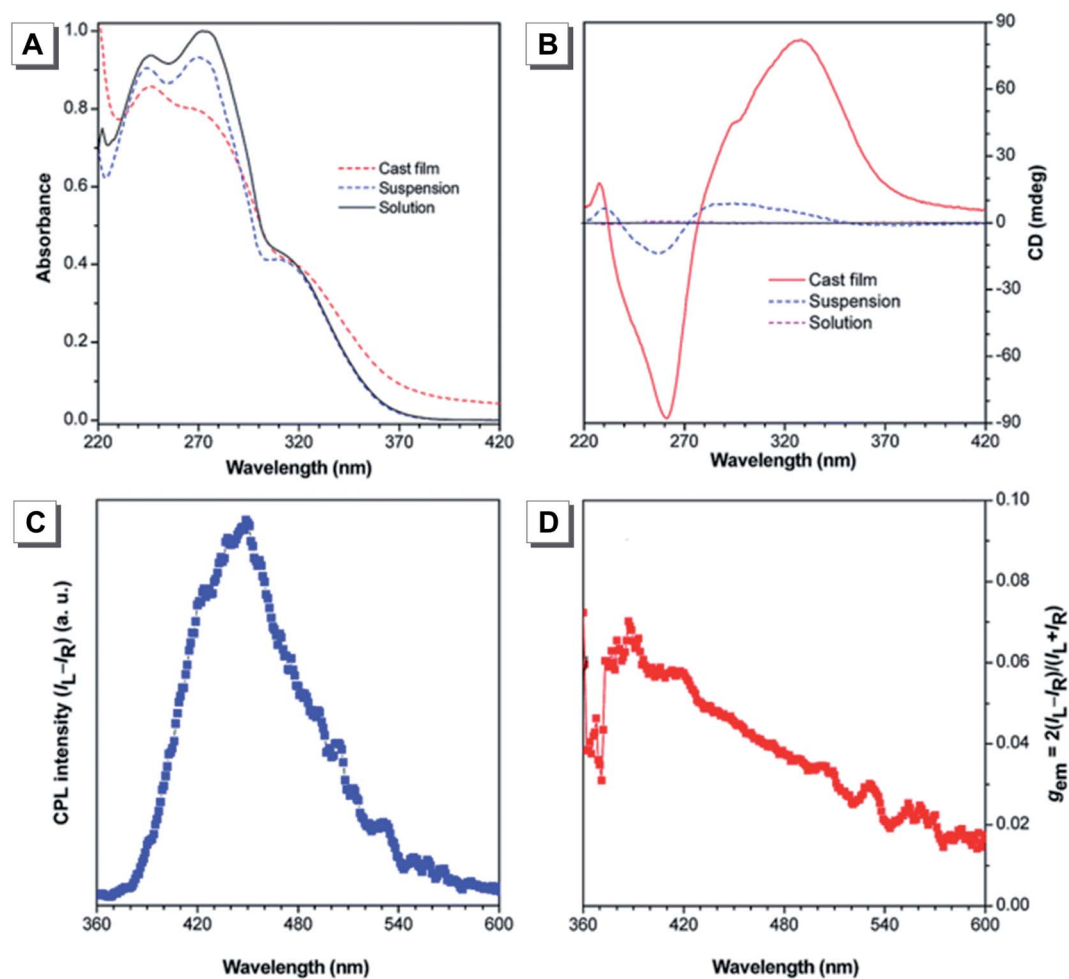 A
1.0
0.8
0.6
0.4
0.2
0.0
Absorbance
Cast film
Suspension
Solution
220 270 320 370 420
Wavelength (nm)
B
90
60
30
0
-30
-60
-90
CD (mdeg)
Cast film
Suspension
Solution
220 270 320 370 420
Wavelength (nm)
C
CPL intensity (IL–IR) (a. u.)
360 420 480 540 600
Wavelength (nm)
D
0.10
0.08
0.06
0.04
0.02
0.00
gem = 2(IL–IR)/(IL+IR)
360 420 480 540 600
Wavelength (nm)